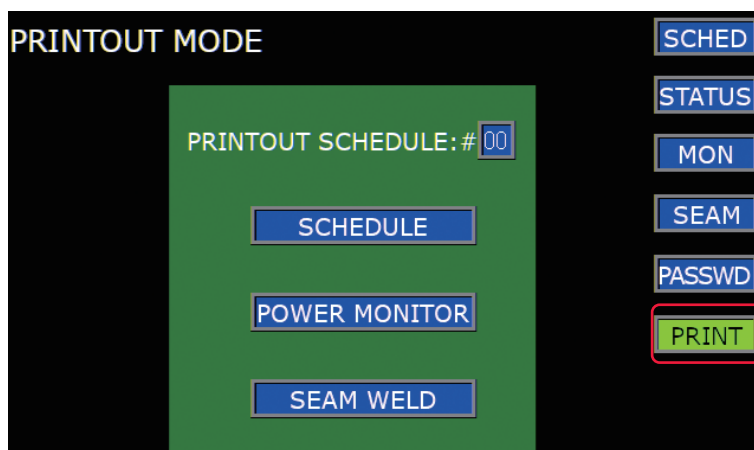 PRINTOUT MODE
PRINTOUT SCHEDULE:#00
SCHEDULE
POWER MONITOR
SEAM WELD
SCHED
STATUS
MON
SEAM
PASSWD
PRINT